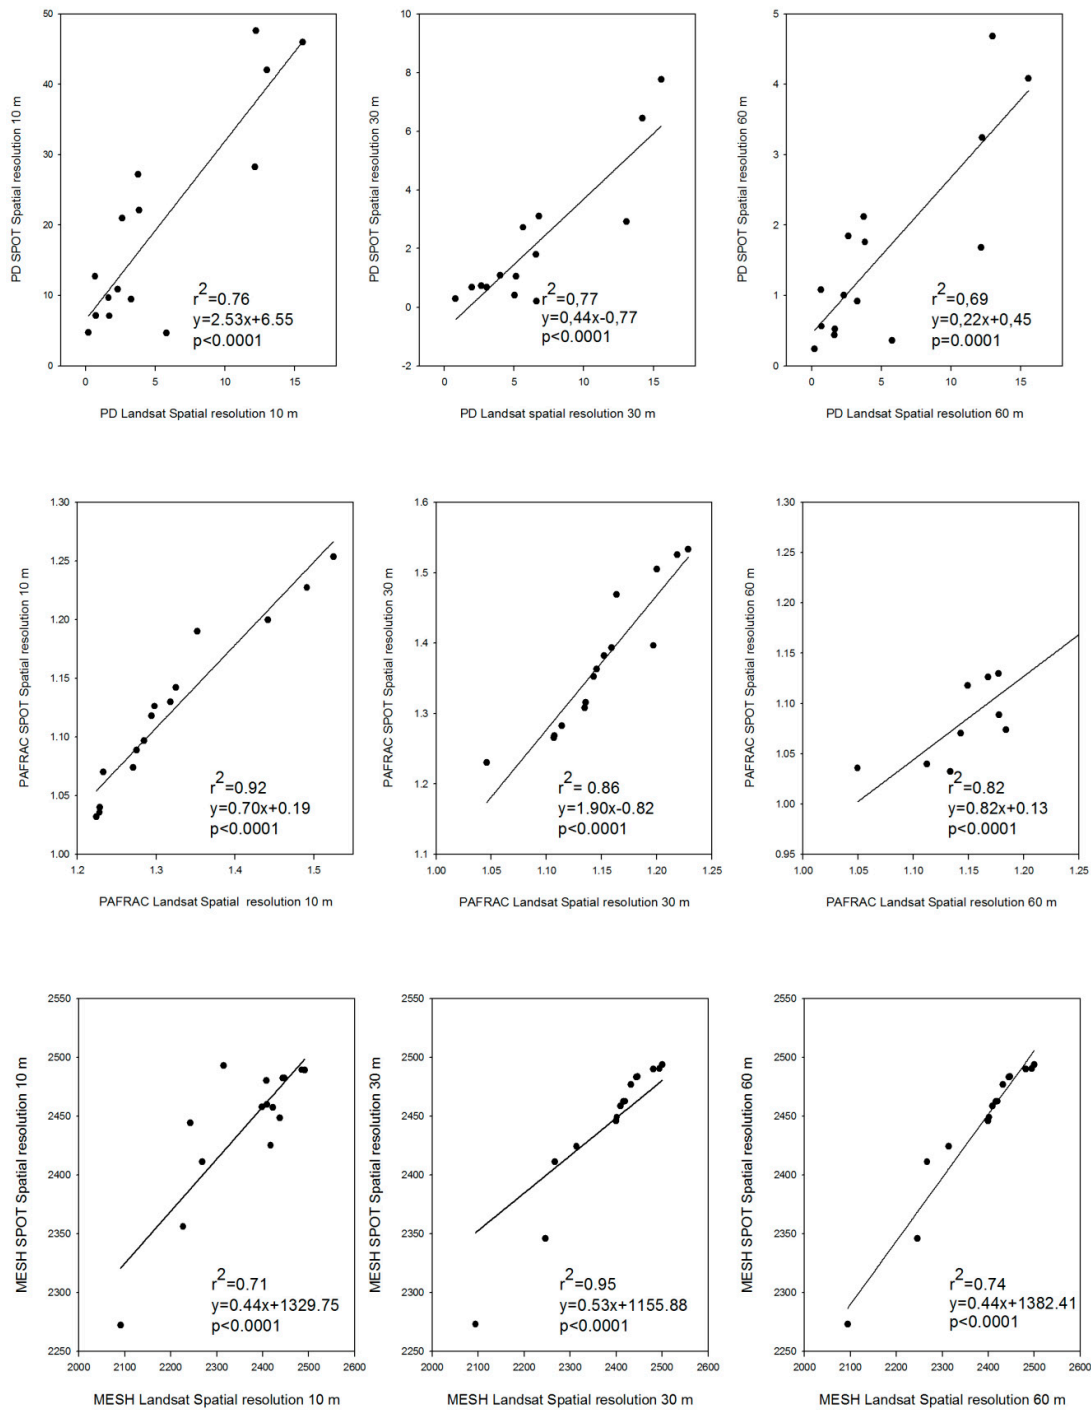 50
40
30
20
10
0
PD SPOT Spatial resolution 10 m
r2=0.76
y=2.53x+6.55
p<0.0001
0 5 10 15
PD Landsat Spatial resolution 10 m
10
8
6
4
2
0
-2
PD SPOT Spatial resolution 30 m
r2=0,77
y=0,44x-0,77
p<0.0001
0 5 10 15
PD Landsat spatial resolution 30 m
5
4
3
2
1
0
PD SPOT Spatial resolution 60 m
r2=0,69
y=0,22x+0,45
p=0.0001
0 5 10 15
PD Landsat Spatial resolution 60 m
1.30
1.25
1.20
1.15
1.10
1.05
1.00
PAFRAC SPOT Spatial resolution 10 m
r2=0.92
y=0.70x+0.19
p<0.0001
1.2 1.3 1.4 1.5
PAFRAC Landsat Spatial resolution 10 m
1.6
1.5
1.4
1.3
1.2
1.1
PAFRAC SPOT Spatial resolution 30 m
r2= 0.86
y=1.90x-0.82
p<0.0001
1.00 1.05 1.10 1.15 1.20 1.25
PAFRAC Landsat Spatial resolution 30 m
1.30
1.25
1.20
1.15
1.10
1.05
1.00
0.95
PAFRAC SPOT Spatial resolution 60 m
r2=0.82
y=0.82x+0.13
p<0.0001
1.00 1.05 1.10 1.15 1.20 1.25
PAFRAC Landsat Spatial resolution 60 m
2550
2500
2450
2400
2350
2300
2250
MESH SPOT Spatial resolution 10 m
r2=0.71
y=0.44x+1329.75
p<0.0001
2000 2100 2200 2300 2400 2500 2600
MESH Landsat Spatial resolution 10 m
2550
2500
2450
2400
2350
2300
2250
MESH SPOT Spatial resolution 30 m
r2=0.95
y=0.53x+1155.88
p<0.0001
2000 2100 2200 2300 2400 2500 2600
MESH Landsat Spatial resolution 30 m
2550
2500
2450
2400
2350
2300
2250
MESH SPOT Spatial resolution 60 m
r2=0.74
y=0.44x+1382.41
p<0.0001
2000 2100 2200 2300 2400 2500 2600
MESH Landsat Spatial resolution 60 m